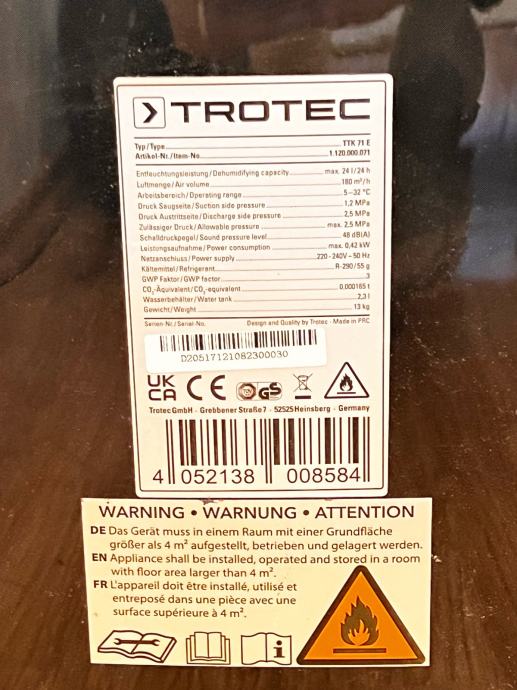 TROTEC
Typ/Type TTK 71 E
Artikel-Nr./Item-No. 1.120.000.071
Entfeuchtungsleistung/Dehumidifying capacity max. 24 l/24 h
Luftmenge/Air volume 180 m³/h
Arbeitsbereich/Operating range 5–32 °C
Druck Saugseite/Suction side pressure 1,2 MPa
Druck Austrittseite/Discharge side pressure 2,5 MPa
Zulässiger Druck/Allowable pressure max. 2,5 MPa
Schalldruckpegel/Sound pressure level 48 dB(A)
Leistungsaufnahme/Power consumption max. 0,42 kW
Netzanschluss/Power supply 220 - 240V ~ 50 Hz
Kältemittel/Refrigerant R-290/55 g
GWP Faktor/GWP factor 3
CO₂-Äquivalent/CO₂-equivalent 0,000165 t
Wasserbehälter/Water tank 2,3 l
Gewicht/Weight 13 kg
Serien-Nr./Serial-No. Design and Quality by Trotec · Made in PRC
D20517121082300030
UK
CA CE GS
Trotec GmbH · Grebbener Straße 7 · 52525 Heinsberg · Germany
4 052138 008584
WARNING • WARNUNG • ATTENTION
DE Das Gerät muss in einem Raum mit einer Grundfläche
größer als 4 m² aufgestellt, betrieben und gelagert werden.
EN Appliance shall be installed, operated and stored in a room
with floor area larger than 4 m².
FR L'appareil doit être installé, utilisé et
entreposé dans une pièce avec une
surface supérieure à 4 m².